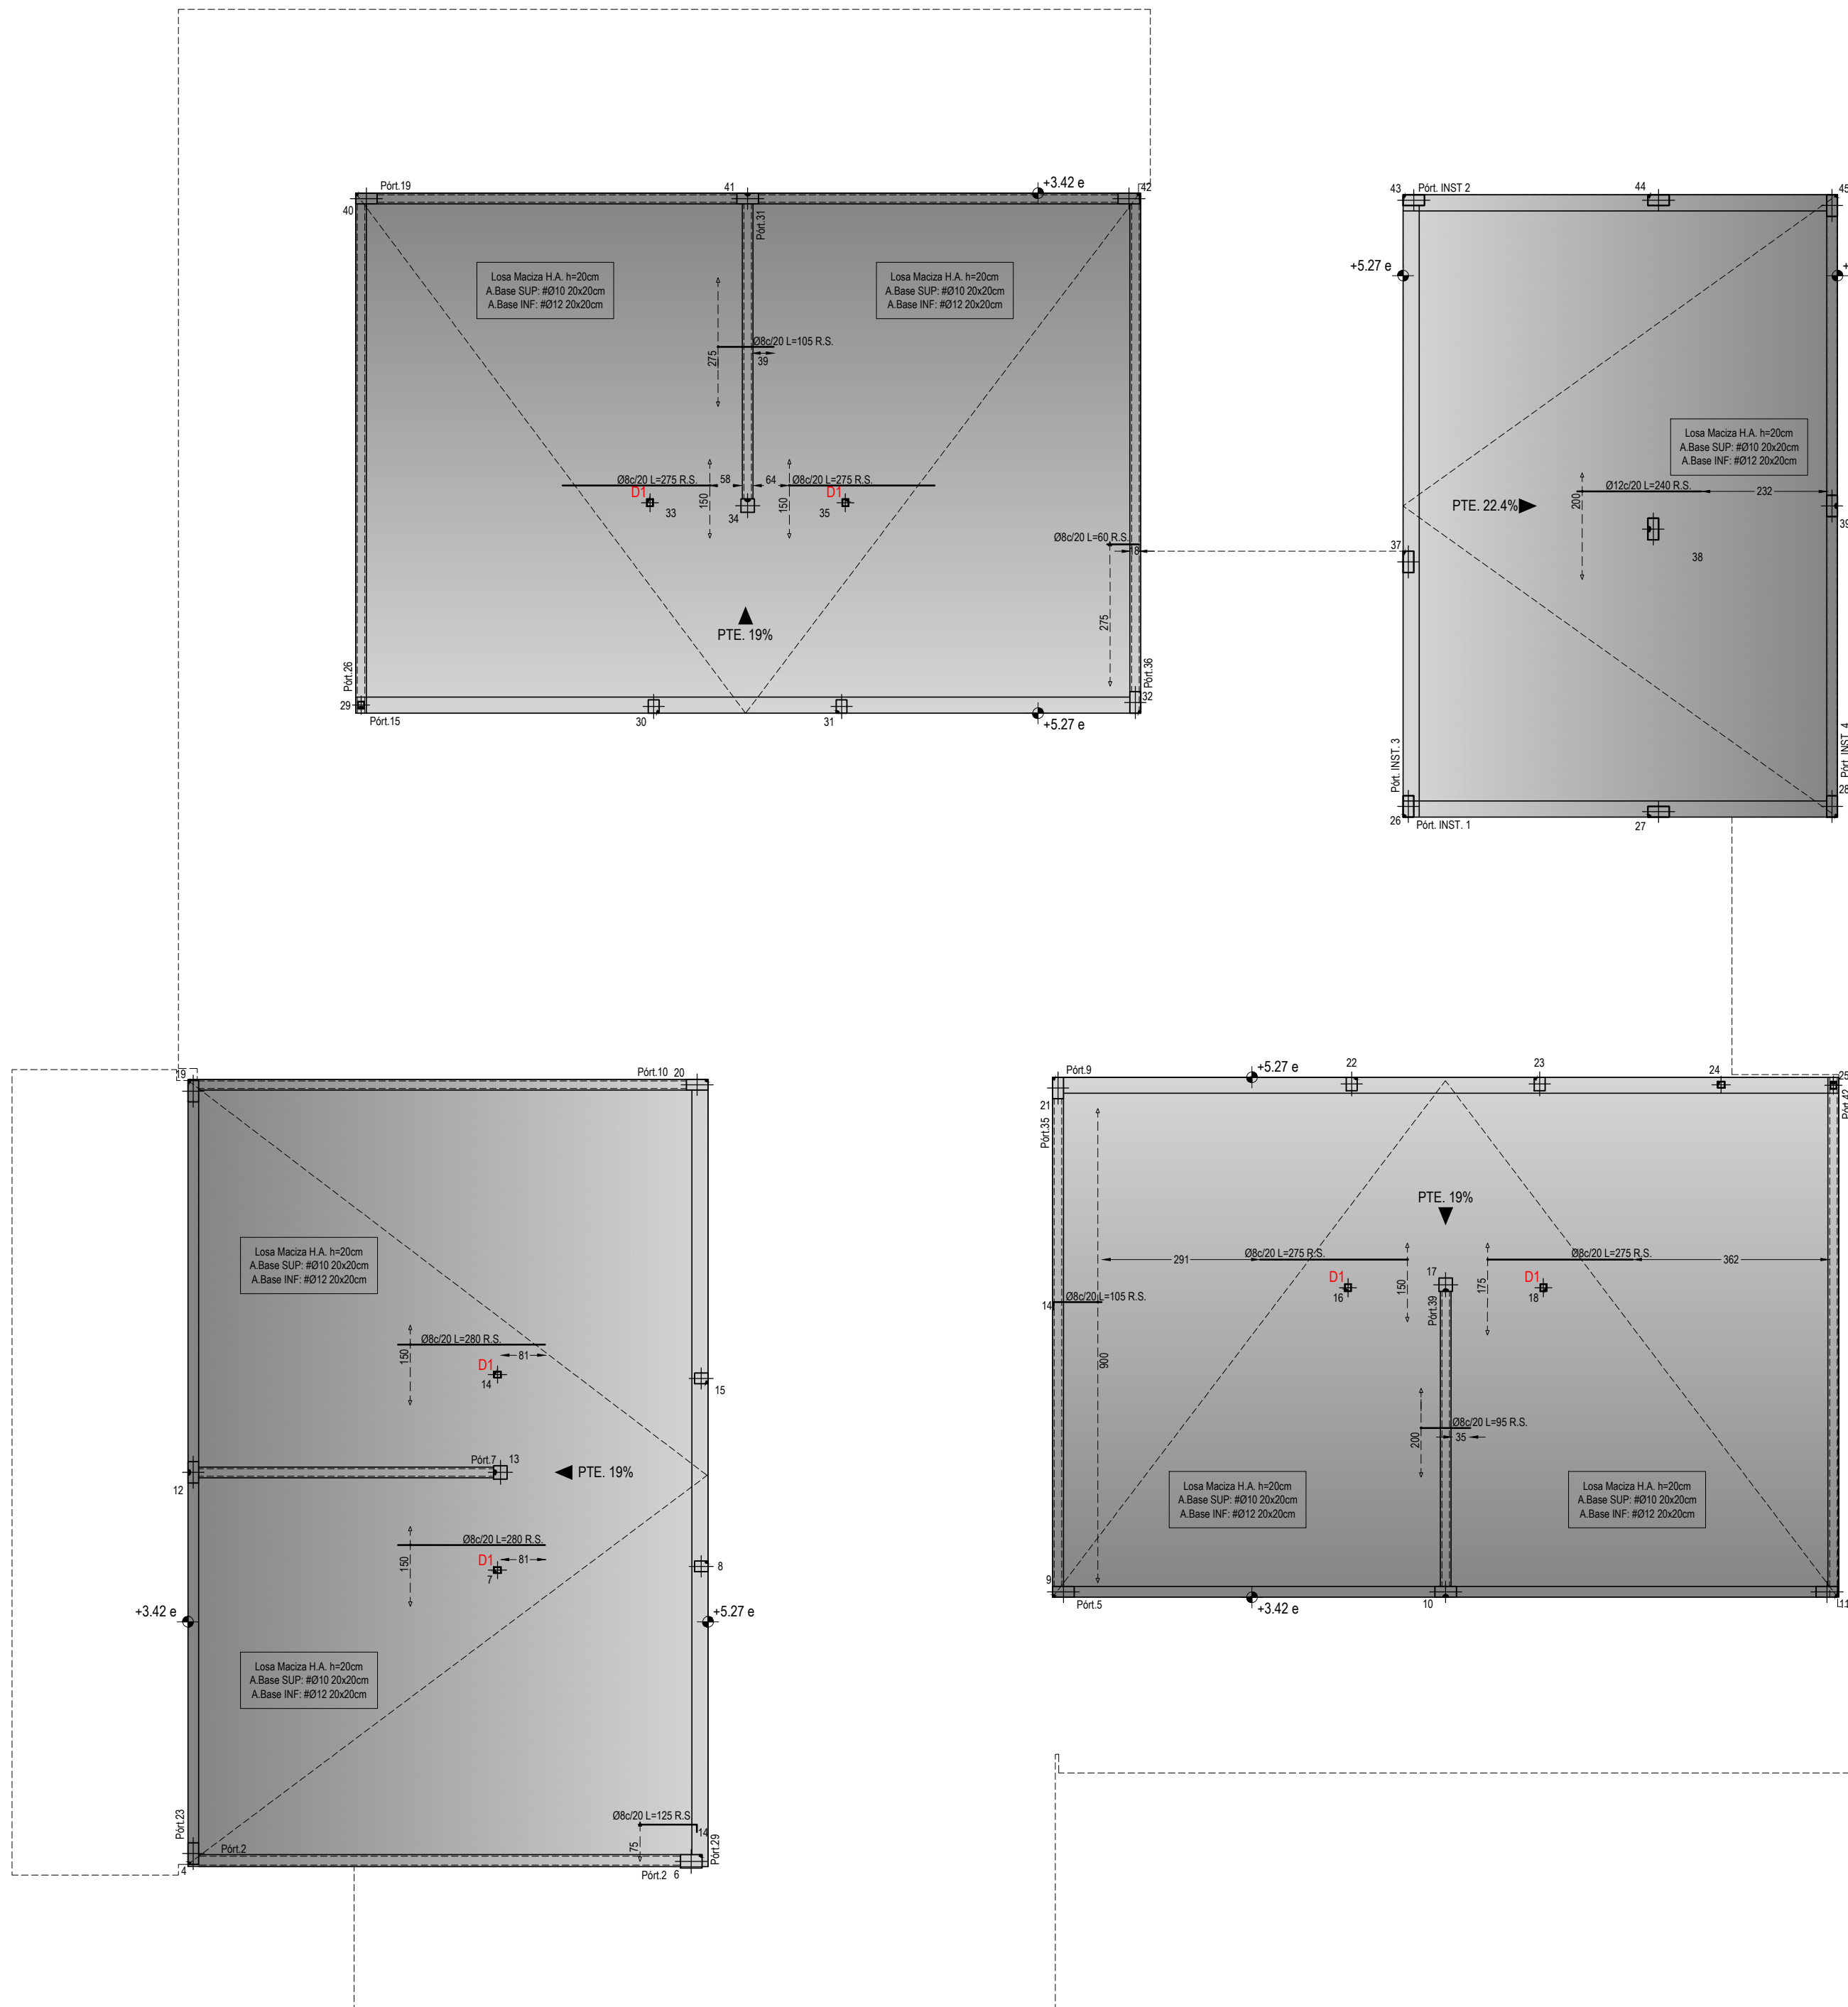 Pórt.19
41
+3.42 e
42
40
Pórt.31
Losa Maciza H.A. h=20cm
A.Base SUP: #Ø10 20x20cm
A.Base INF: #Ø12 20x20cm
Losa Maciza H.A. h=20cm
A.Base SUP: #Ø10 20x20cm
A.Base INF: #Ø12 20x20cm
Ø8c/20 L=105 R.S.
39
275
Ø8c/20 L=275 R.S.
58
64
Ø8c/20 L=275 R.S.
D1
D1
150
150
33
34
35
Ø8c/20 L=60 R.S.
8
275
PTE. 19%
Pórt.26
Pórt.36
29
32
Pórt.15
30
31
+5.27 e
43
Pórt. INST 2
44
45
+5.27 e
+
Losa Maciza H.A. h=20cm
A.Base SUP: #Ø10 20x20cm
A.Base INF: #Ø12 20x20cm
Ø12c/20 L=240 R.S.
232
200
PTE. 22.4%
39
37
38
Pórt. INST. 3
Pórt. INST. 4
28
26
Pórt. INST. 1
27
19
Pórt.10
20
Losa Maciza H.A. h=20cm
A.Base SUP: #Ø10 20x20cm
A.Base INF: #Ø12 20x20cm
Ø8c/20 L=280 R.S.
150
81
D1
14
15
Pórt.7
13
PTE. 19%
12
Ø8c/20 L=280 R.S.
150
81
D1
7
8
+3.42 e
+5.27 e
Losa Maciza H.A. h=20cm
A.Base SUP: #Ø10 20x20cm
A.Base INF: #Ø12 20x20cm
Ø8c/20 L=125 R.S.
14
75
Pórt.23
Pórt.2
Pórt.29
4
Pórt.2
6
Pórt.9
+5.27 e
22
23
24
25
21
Pórt.35
Pórt.42
PTE. 19%
291
Ø8c/20 L=275 R.S.
Ø8c/20 L=275 R.S.
362
D1
D1
150
175
17
16
18
14
Ø8c/20 L=105 R.S.
Pórt.39
900
Ø8c/20 L=95 R.S.
35
200
Losa Maciza H.A. h=20cm
A.Base SUP: #Ø10 20x20cm
A.Base INF: #Ø12 20x20cm
Losa Maciza H.A. h=20cm
A.Base SUP: #Ø10 20x20cm
A.Base INF: #Ø12 20x20cm
9
Pórt.5
+3.42 e
10
11